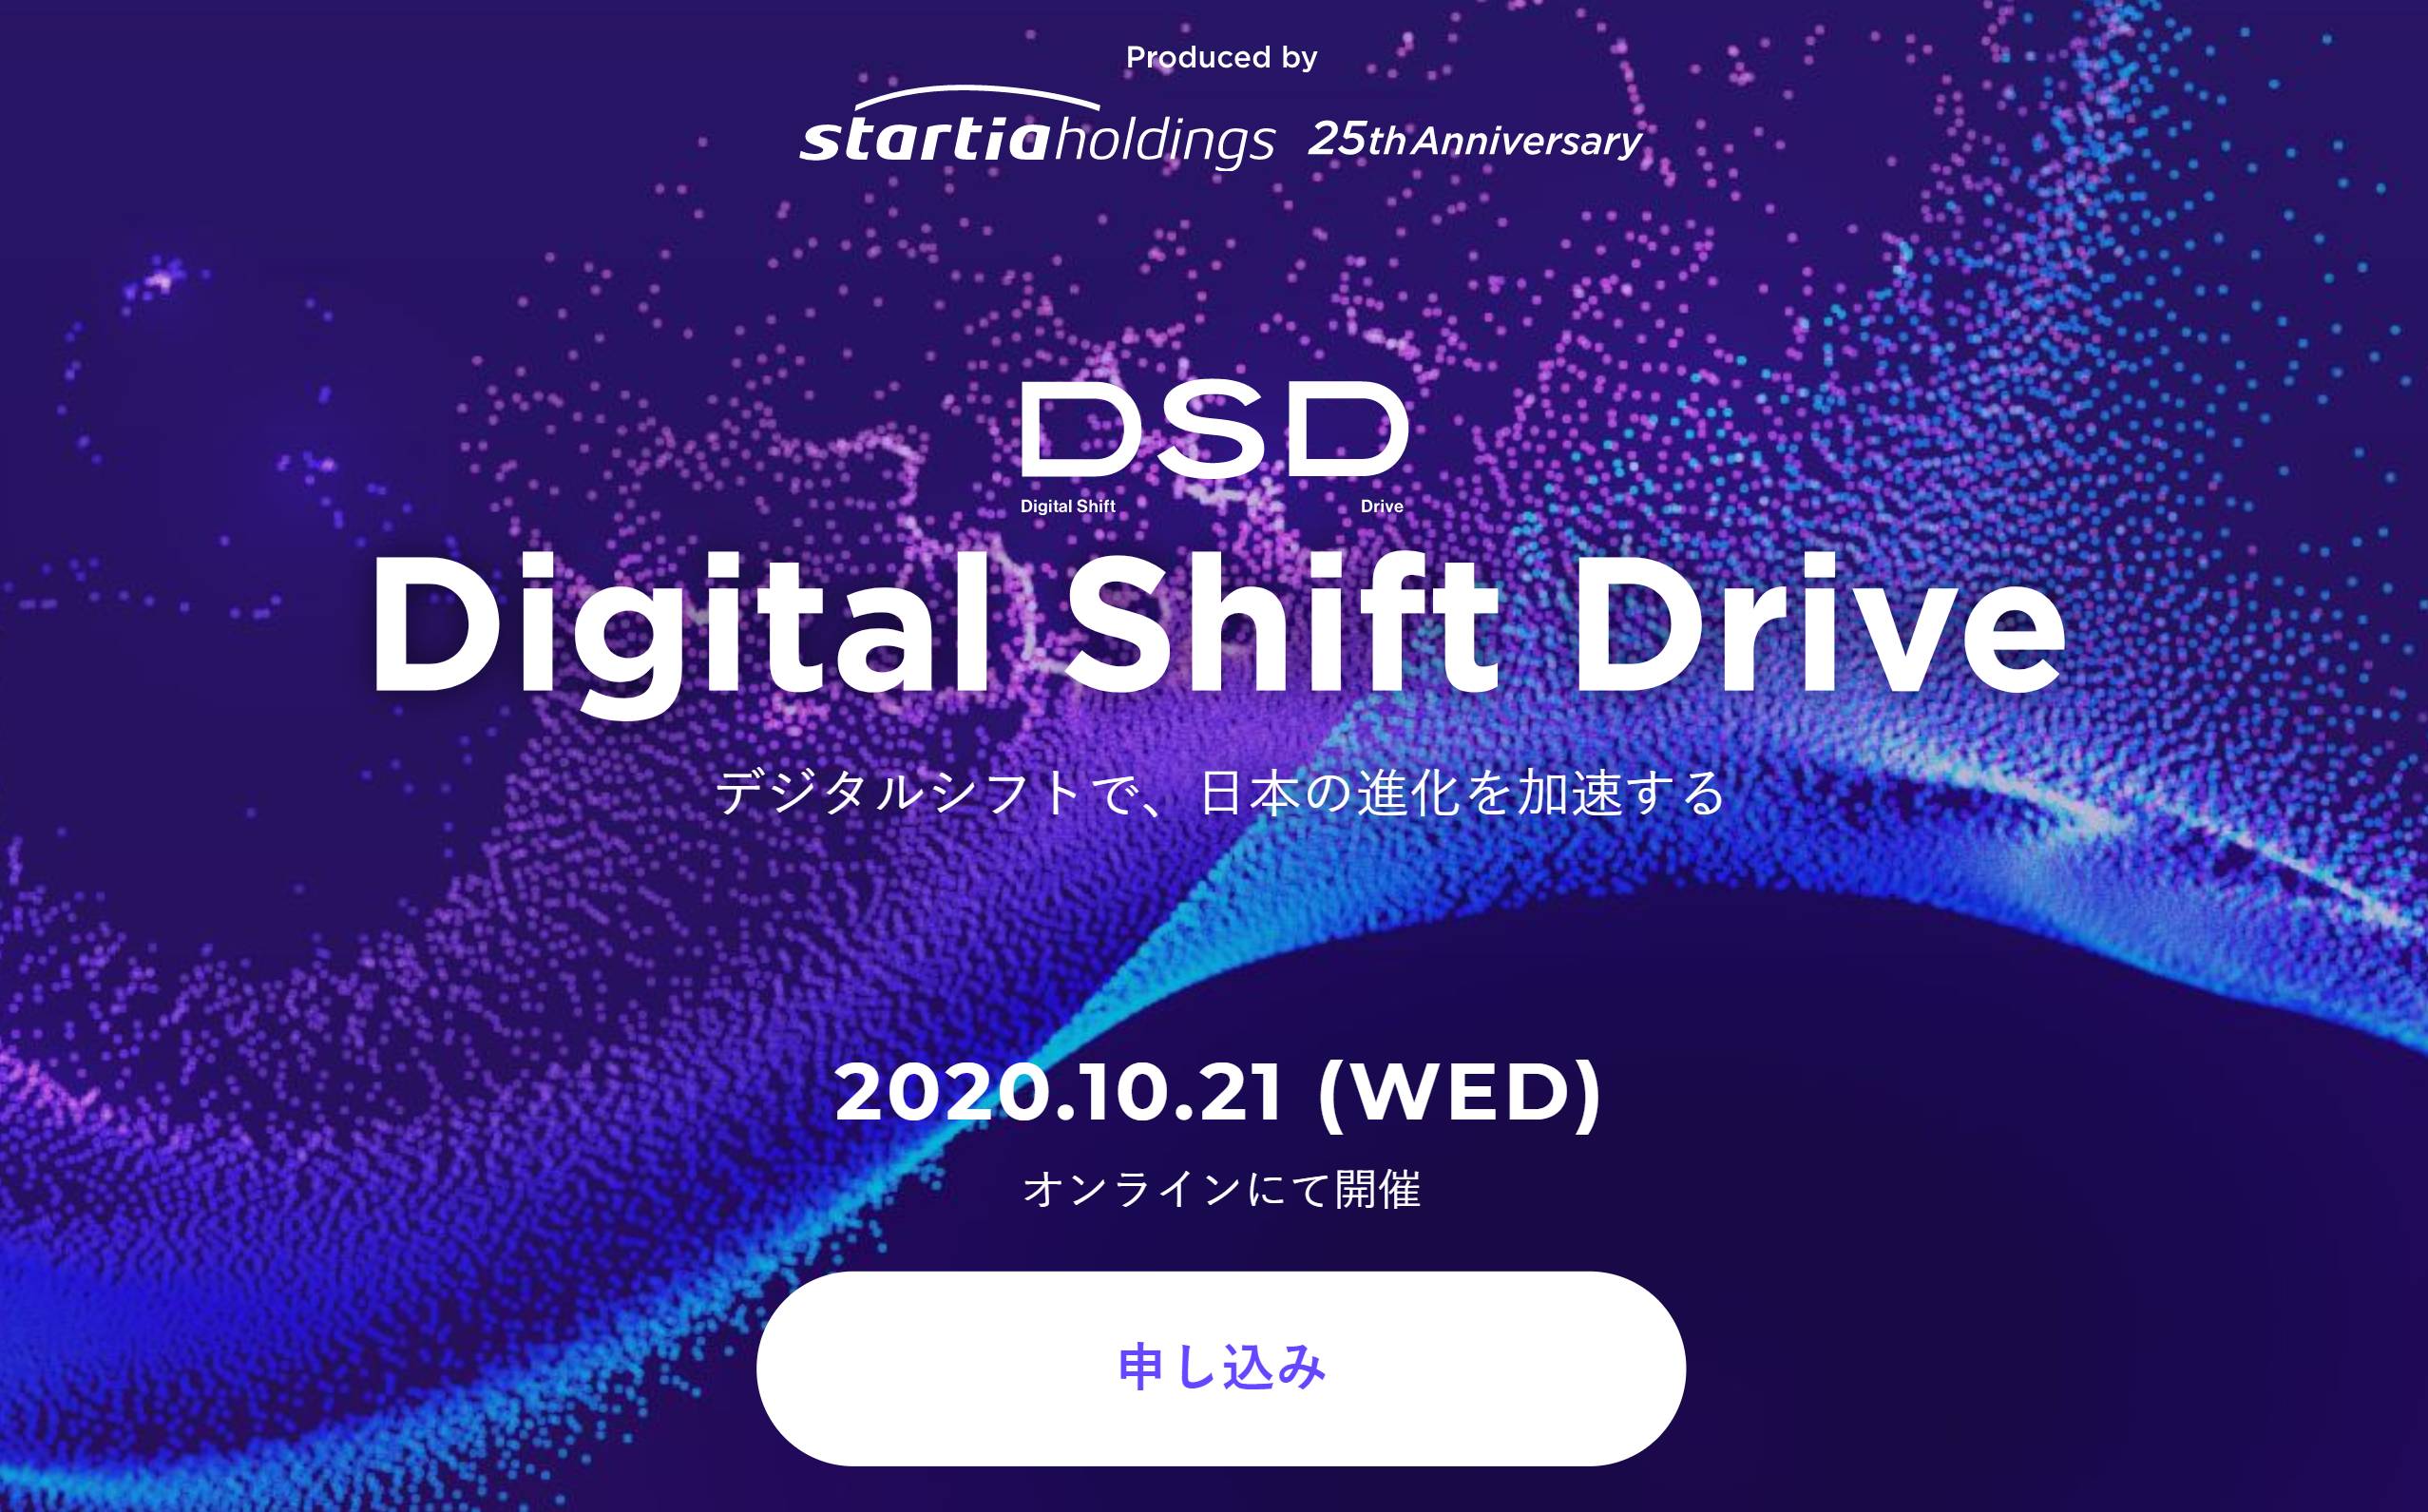 Produced by
startiaholdings 25th Anniversary
DSD
Digital Shift Drive
Digital Shift Drive
デジタルシフトで、日本の進化を加速する
2020.10.21 (WED)
オンラインにて開催
申し込み